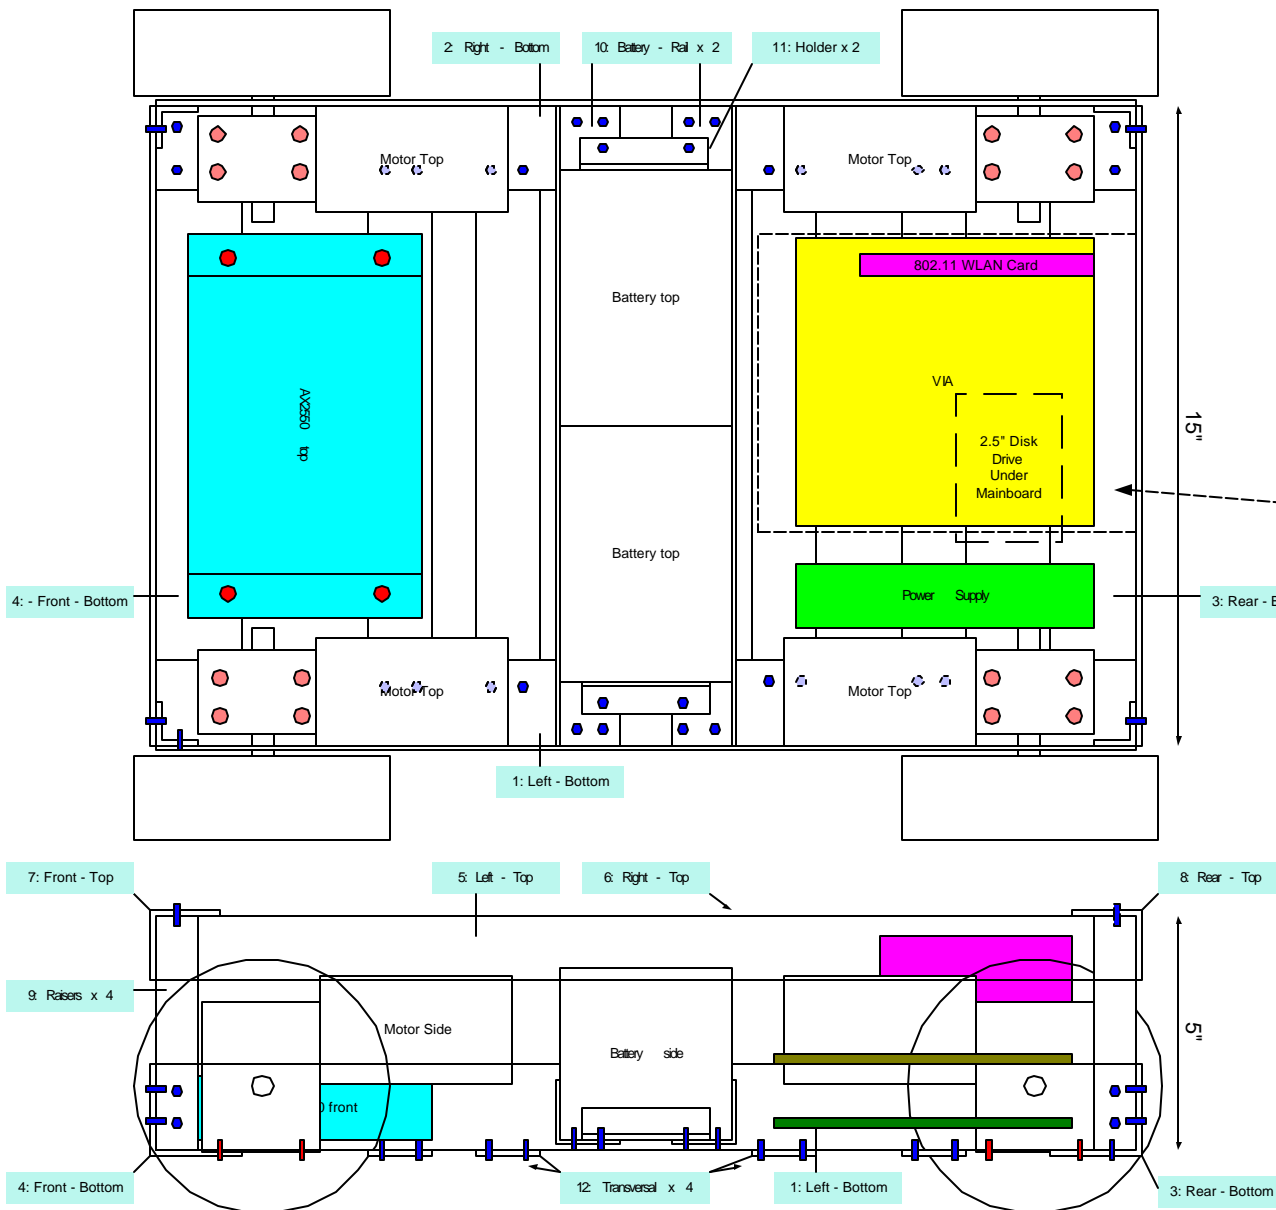 2: Right - Bottom
10: Battery - Rail x 2
11: Holder x 2
Motor Top
Motor Top
802.11 WLAN Card
Battery top
VIA
AX2550 top
15"
2.5" Disk
Drive
Under
Mainboard
Battery top
4: - Front - Bottom
Power Supply
3: Rear - B
Motor Top
Motor Top
1: Left - Bottom
7: Front - Top
5: Left - Top
6: Right - Top
8: Rear - Top
9: Raisers x 4
Motor Side
Battery side
5"
0 front
4: Front - Bottom
12: Transversal x 4
1: Left - Bottom
3: Rear - Bottom